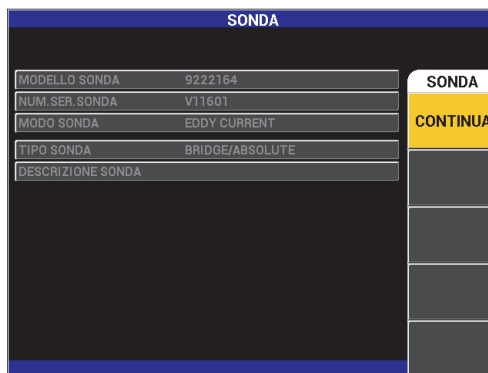 SONDA
MODELLO SONDA 9222164
NUM.SER.SONDA V11601
MODO SONDA EDDY CURRENT
TIPO SONDA BRIDGE/ABSOLUTE
DESCRIZIONE SONDA
SONDA
CONTINUA